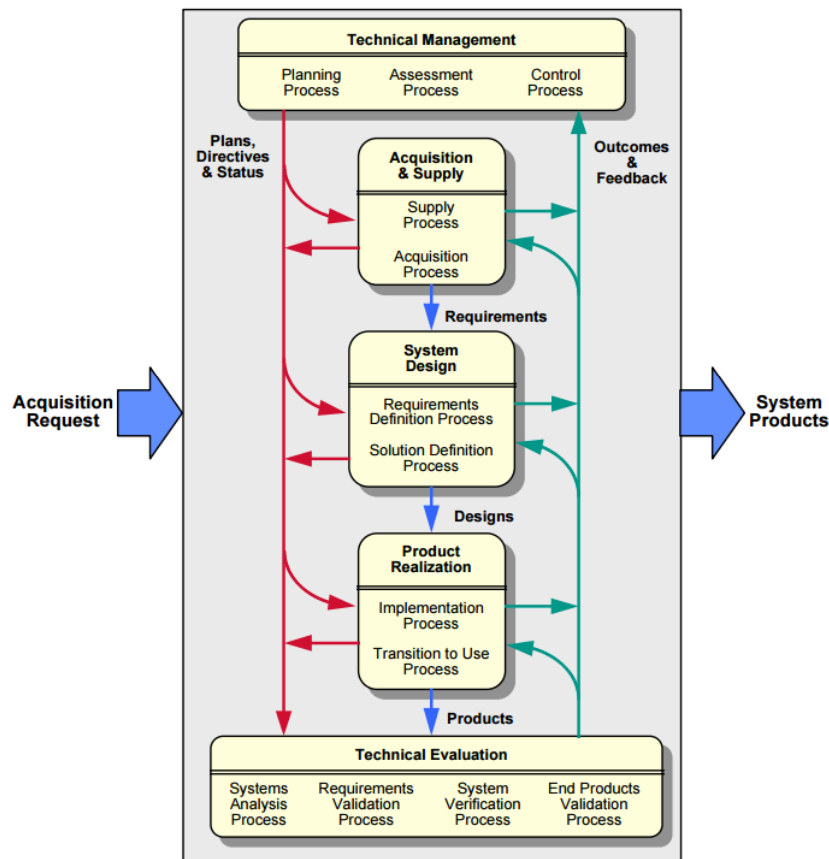 Technical Management
Planning
Process
Assessment
Process
Control
Process
Plans,
Directives
& Status
Outcomes
&
Feedback
Acquisition
& Supply
Supply
Process
Acquisition
Process
Requirements
Acquisition
Request
System
Products
System
Design
Requirements
Definition Process
Solution Definition
Process
Designs
Product
Realization
Implementation
Process
Transition to Use
Process
Products
Technical Evaluation
Systems
Analysis
Process
Requirements
Validation
Process
System
Verification
Process
End Products
Validation
Process